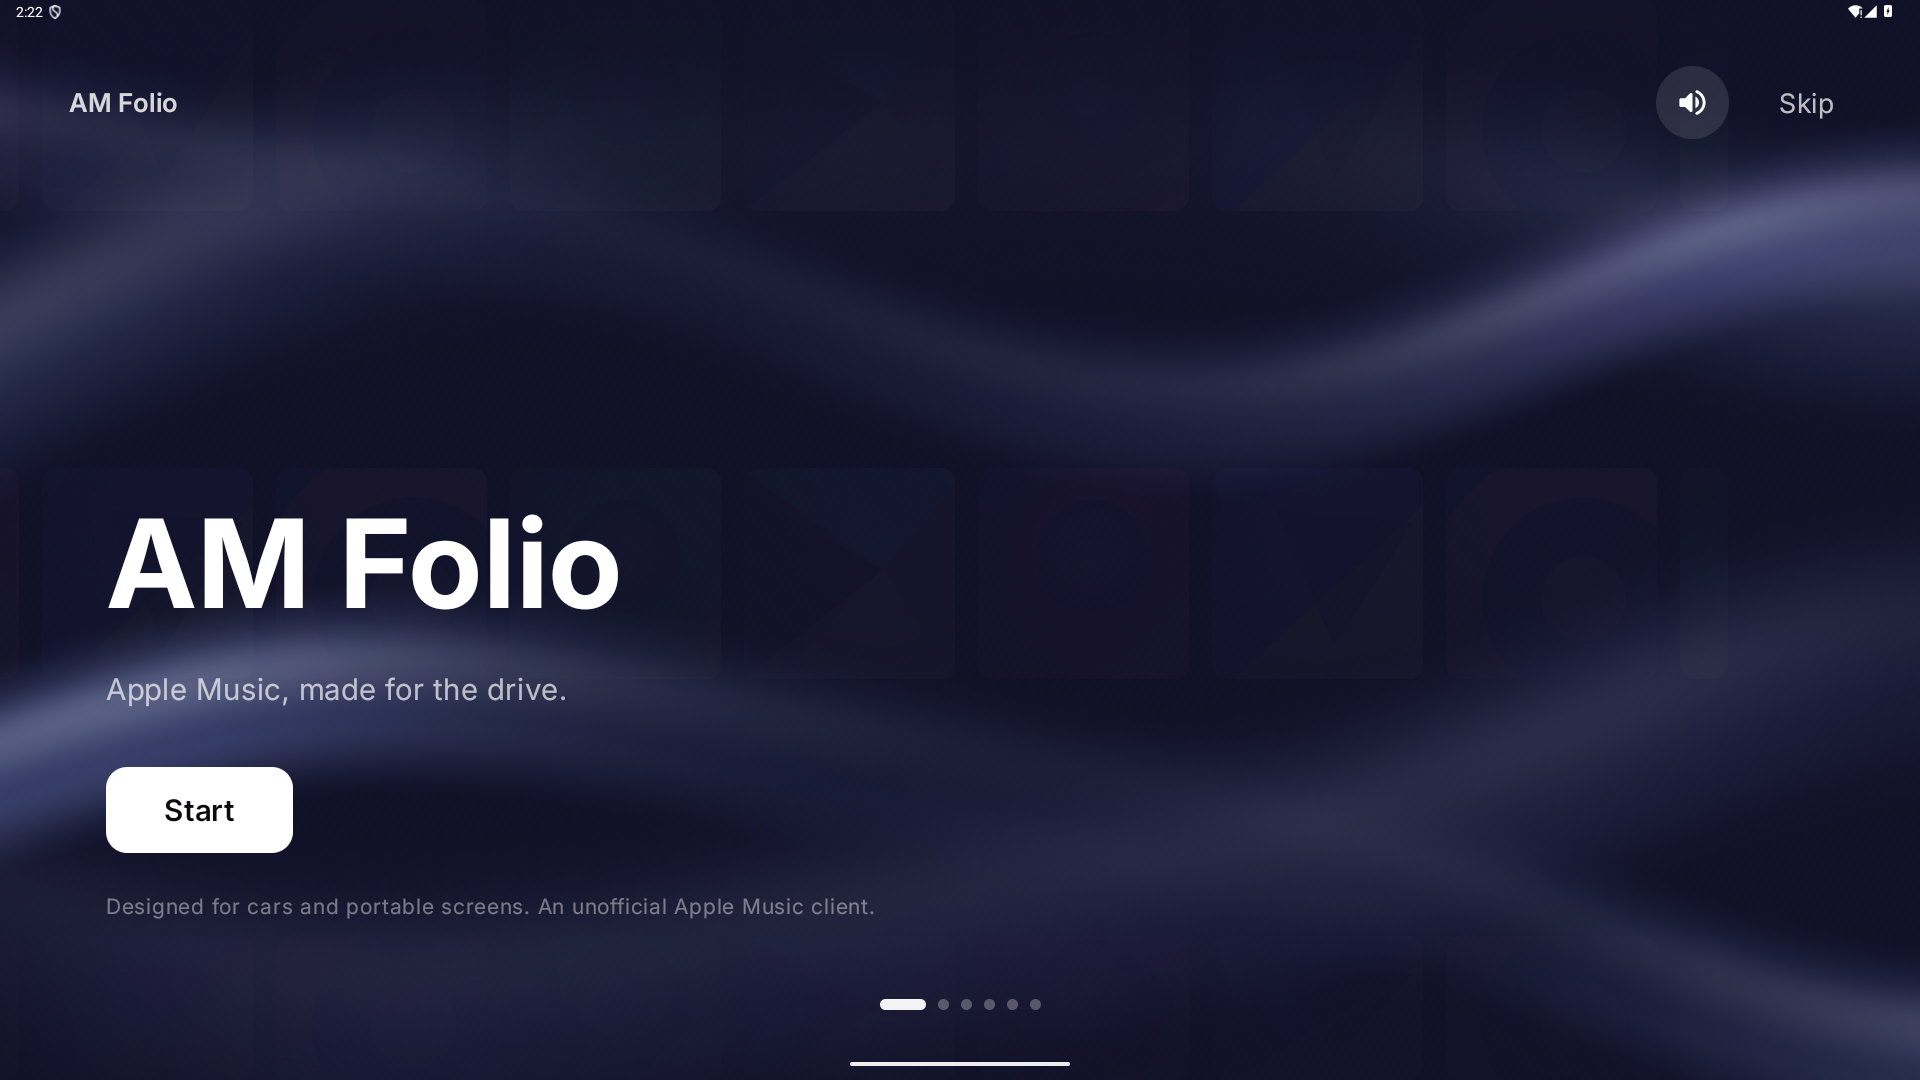 2:22
AM Folio
Skip
AM Folio
Apple Music, made for the drive.
Start
Designed for cars and portable screens. An unofficial Apple Music client.